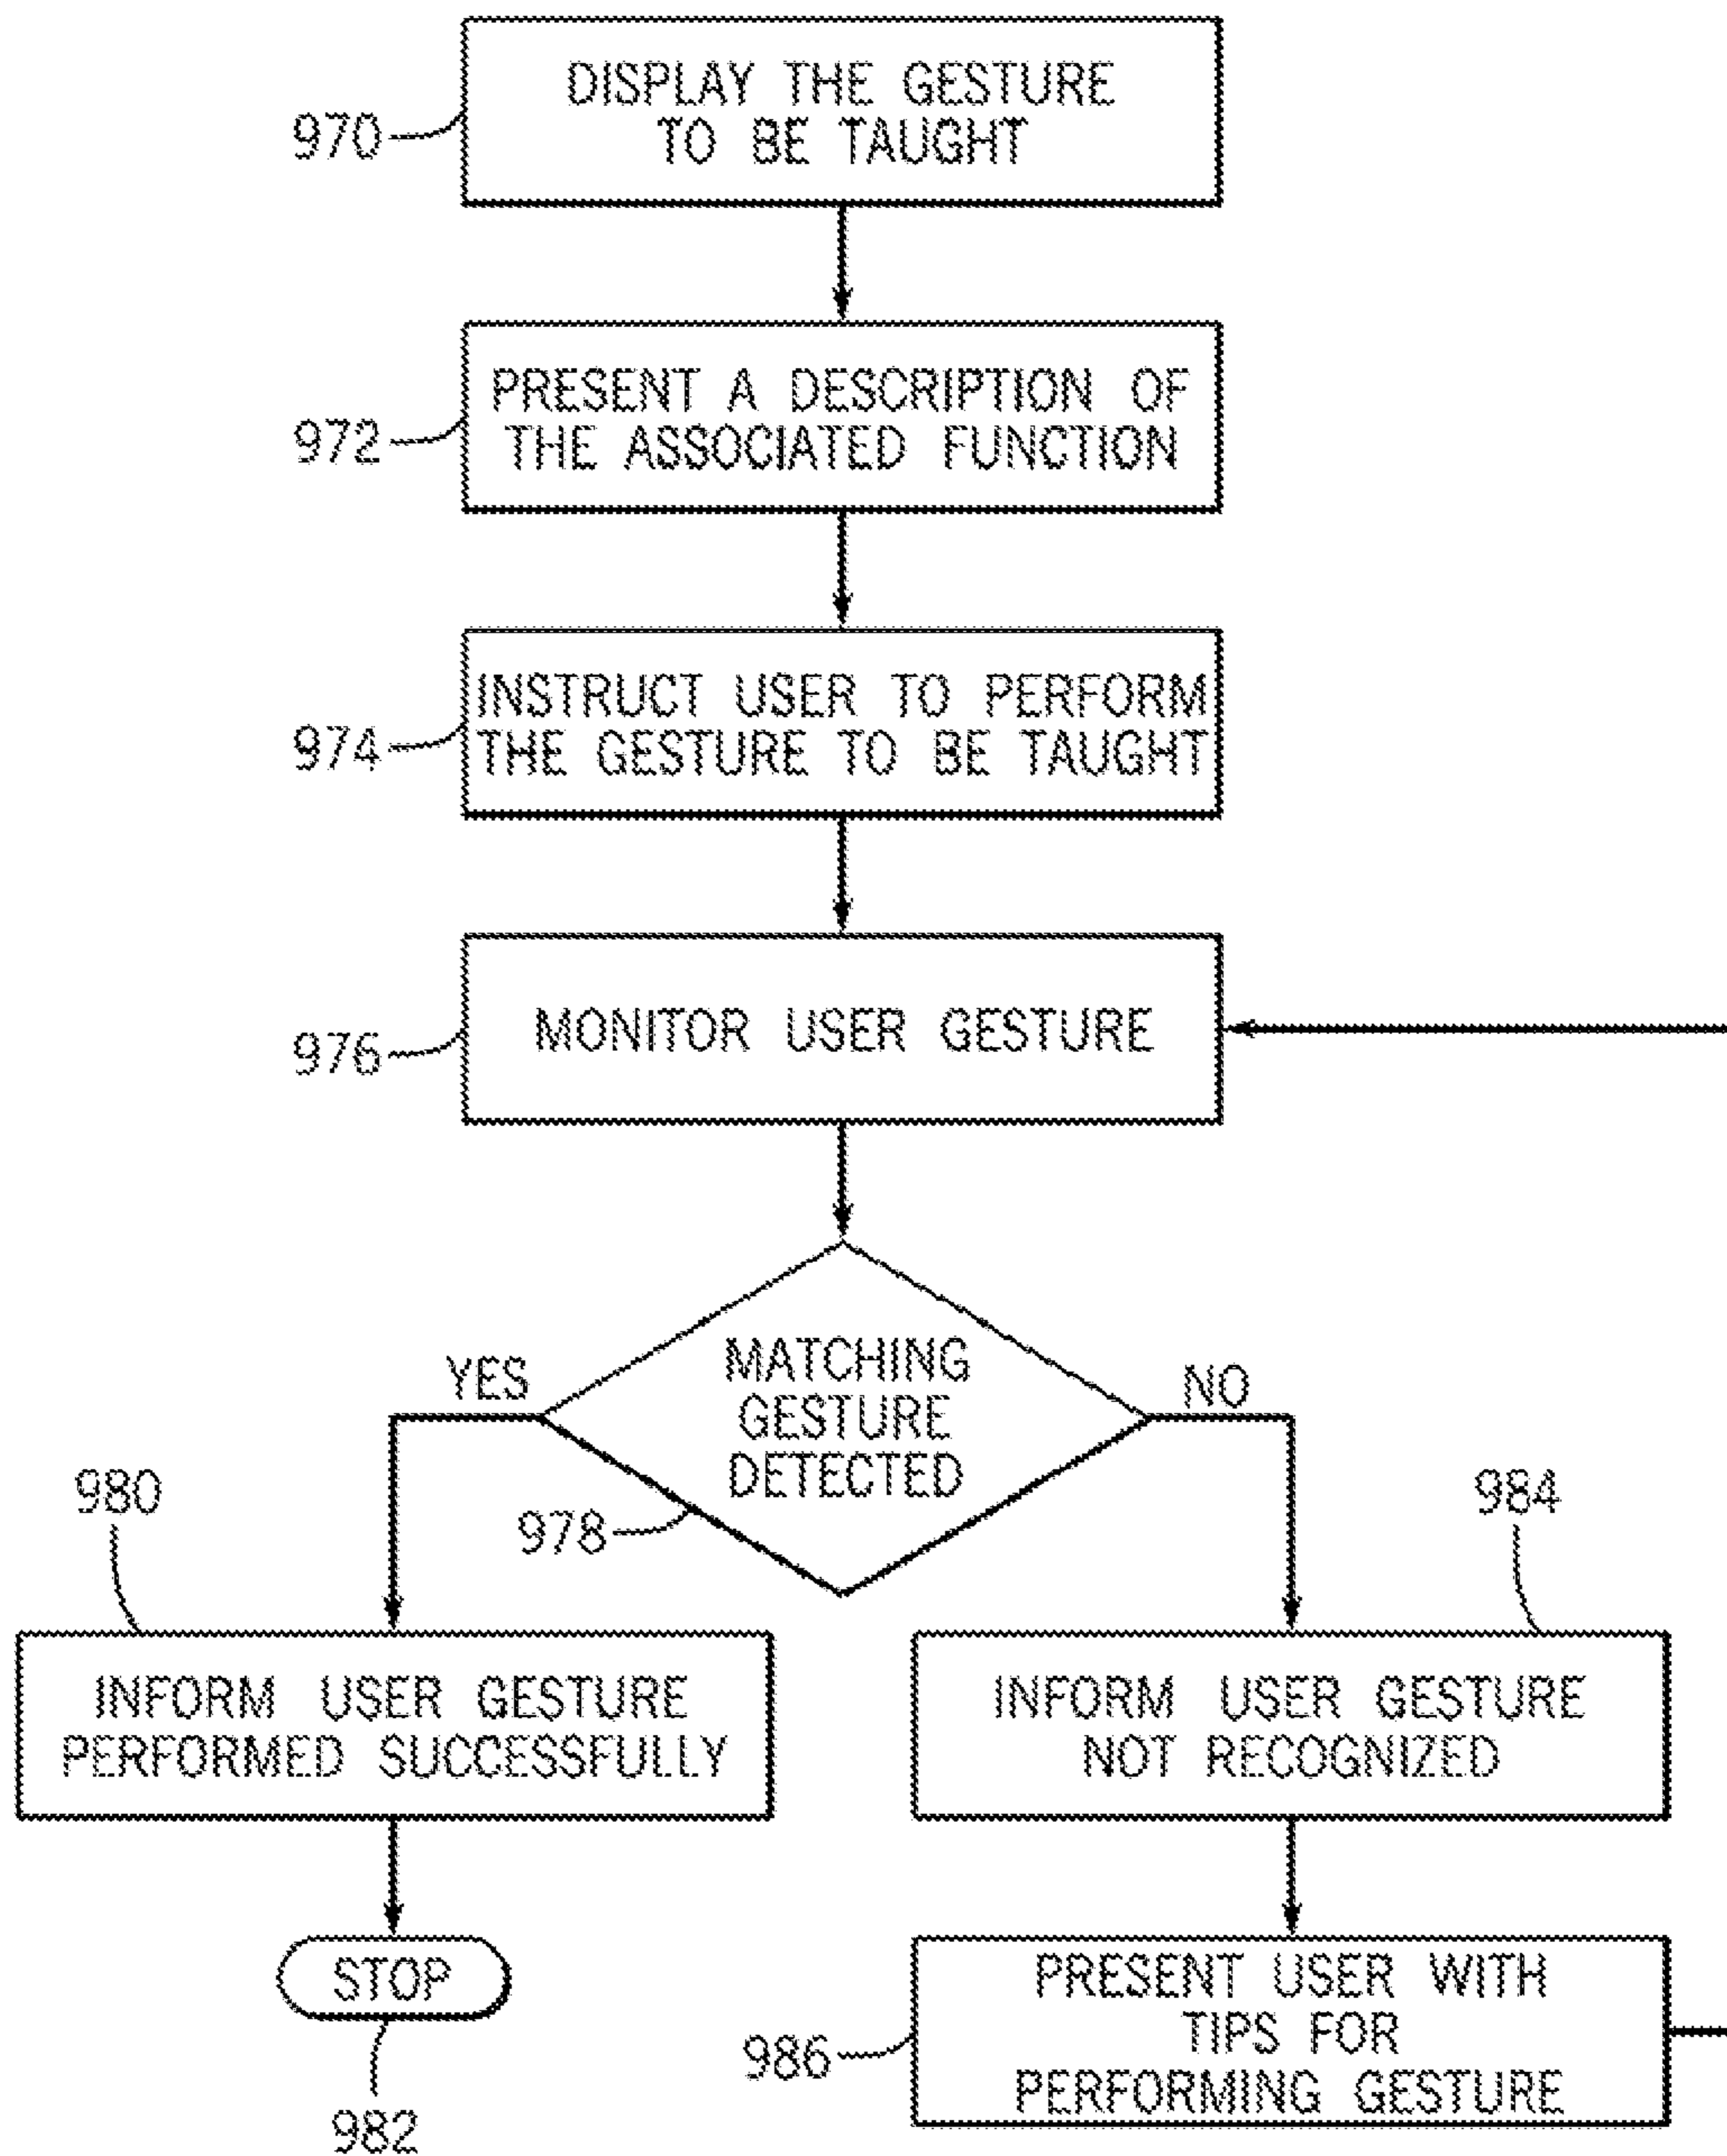 DISPLAY THE GESTURE
TO BE TAUGHT
970
PRESENT A DESCRIPTION OF
THE ASSOCIATED FUNCTION
972
INSTRUCT USER TO PERFORM
THE GESTURE TO BE TAUGHT
974
MONITOR USER GESTURE
976
MATCHING
GESTURE
DETECTED
YES
NO
978
980
984
INFORM USER GESTURE
PERFORMED SUCCESSFULLY
INFORM USER GESTURE
NOT RECOGNIZED
STOP
982
PRESENT USER WITH
TIPS FOR
PERFORMING GESTURE
986